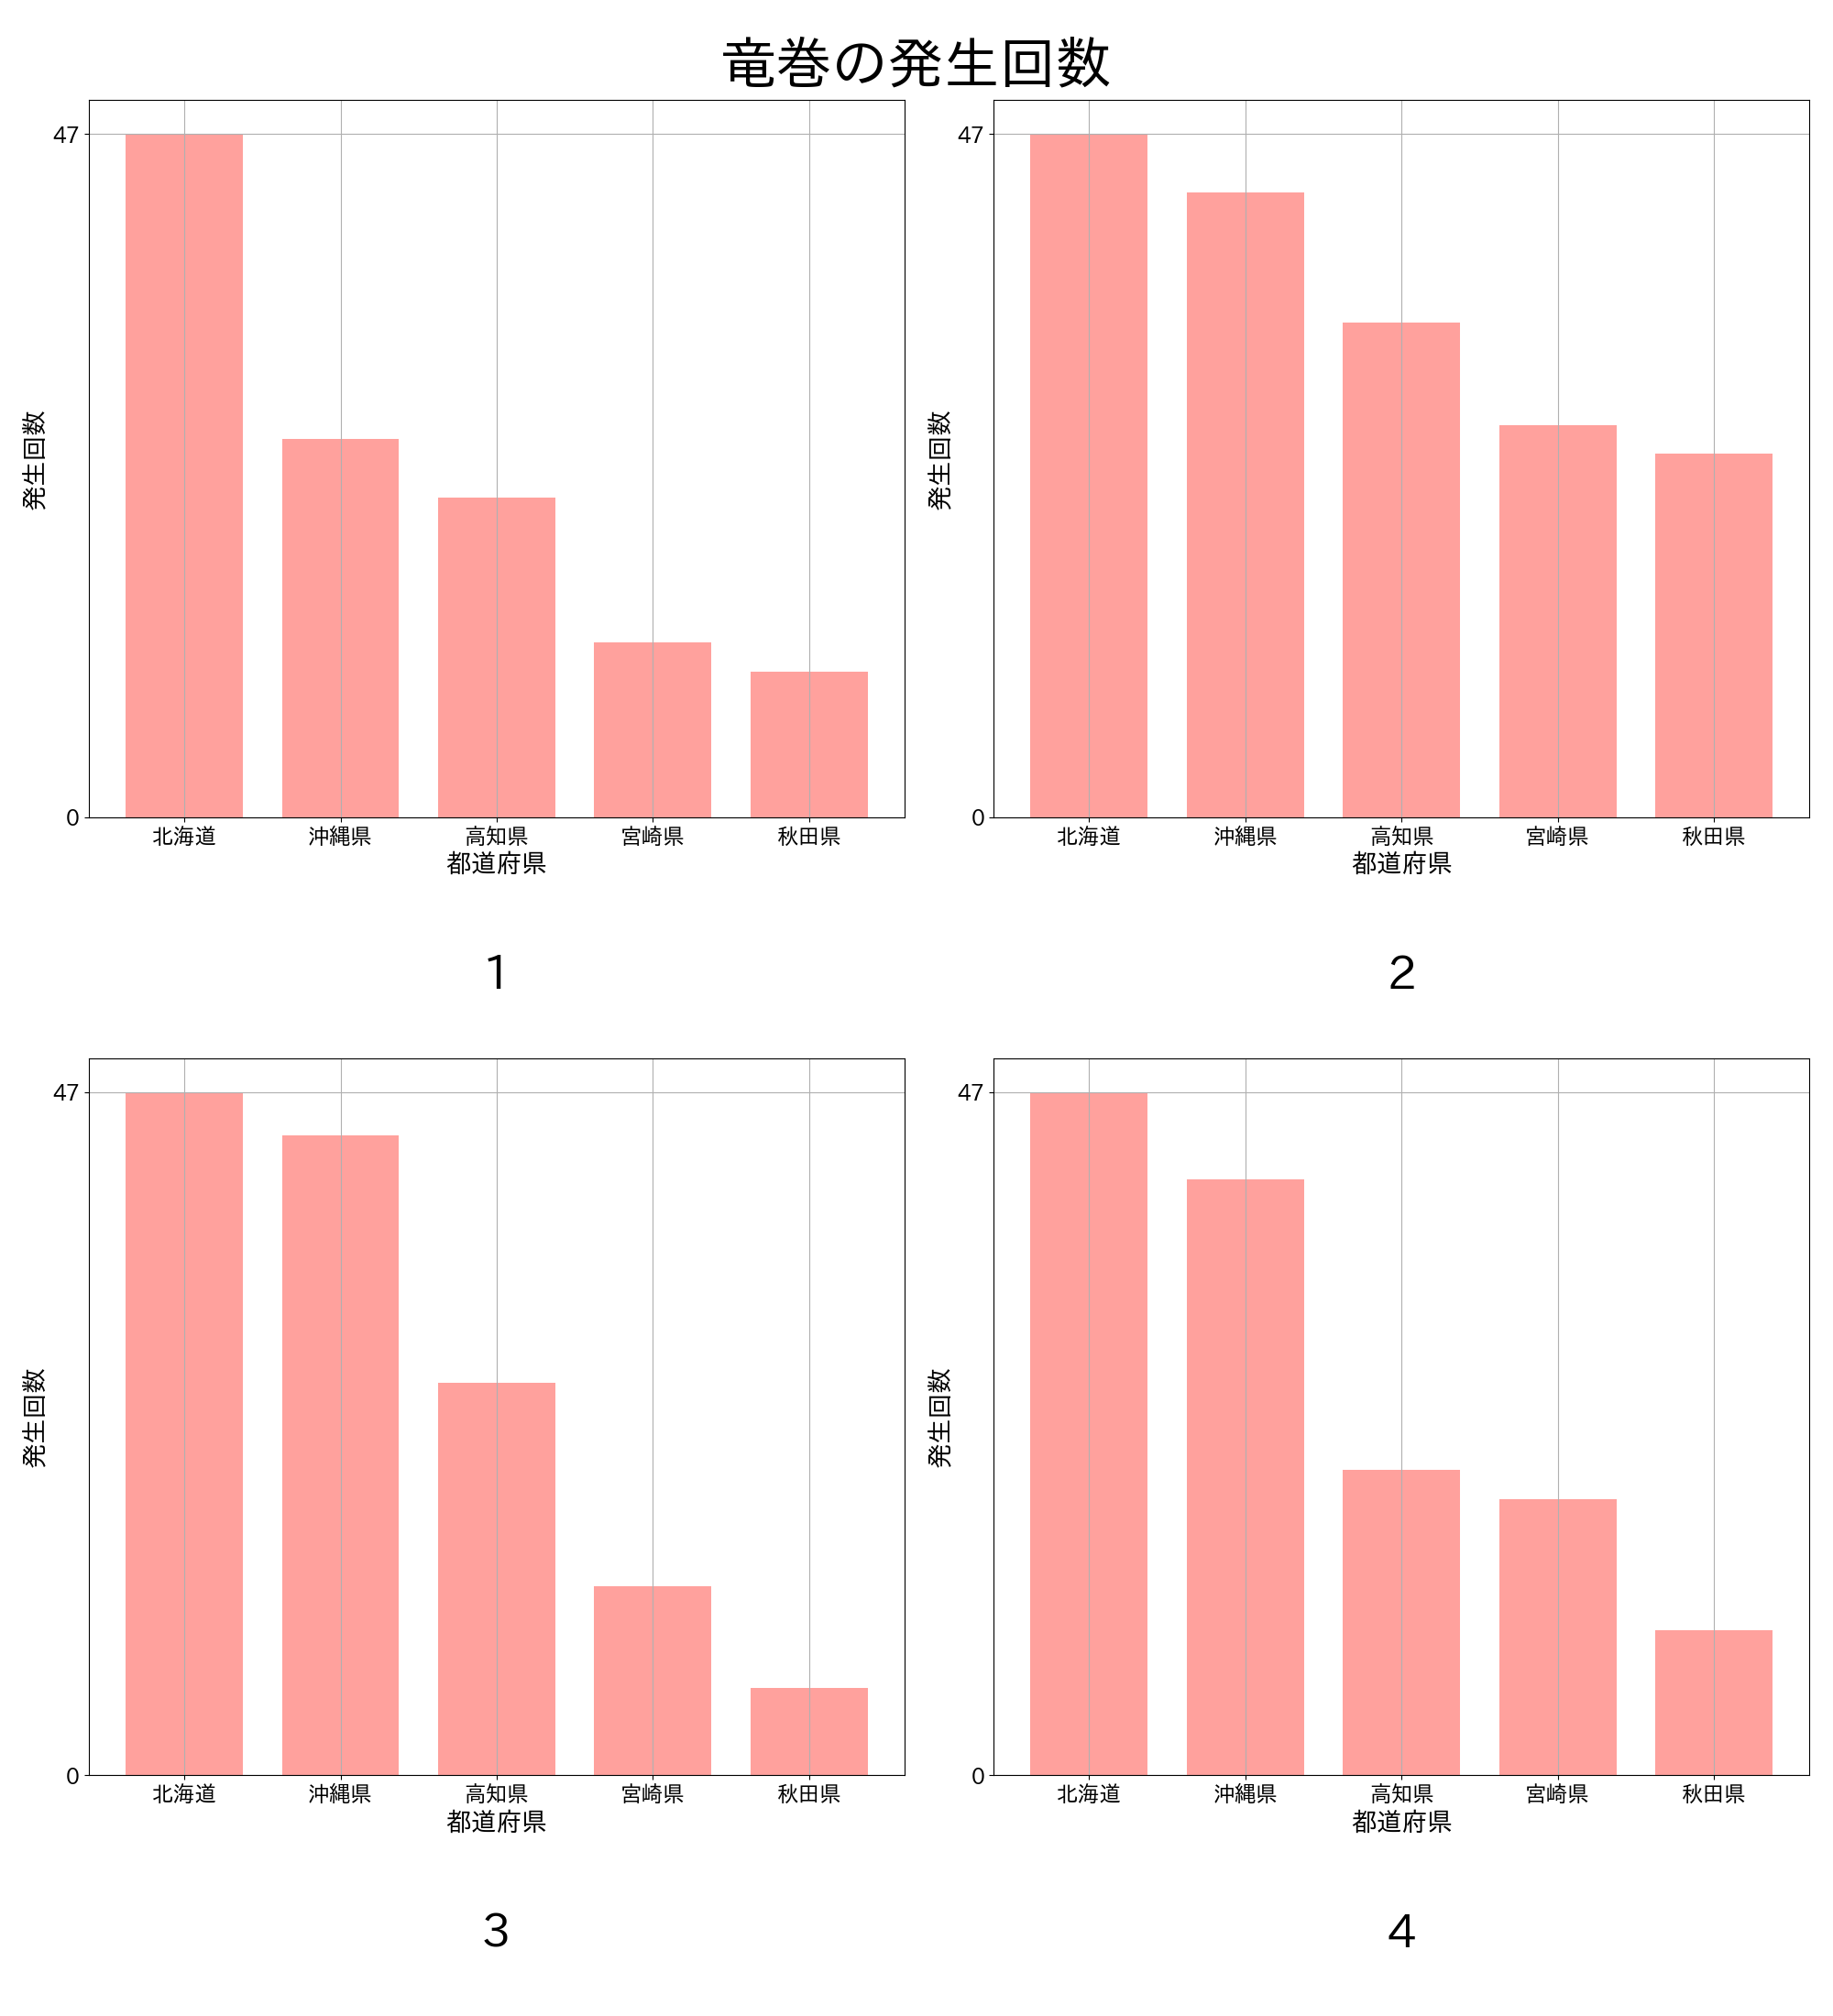 竜巻の発生回数
47
0
発生回数
北海道 沖縄県 高知県 宮崎県 秋田県
都道府県
1
47
0
発生回数
北海道 沖縄県 高知県 宮崎県 秋田県
都道府県
2
47
0
発生回数
北海道 沖縄県 高知県 宮崎県 秋田県
都道府県
3
47
0
発生回数
北海道 沖縄県 高知県 宮崎県 秋田県
都道府県
4